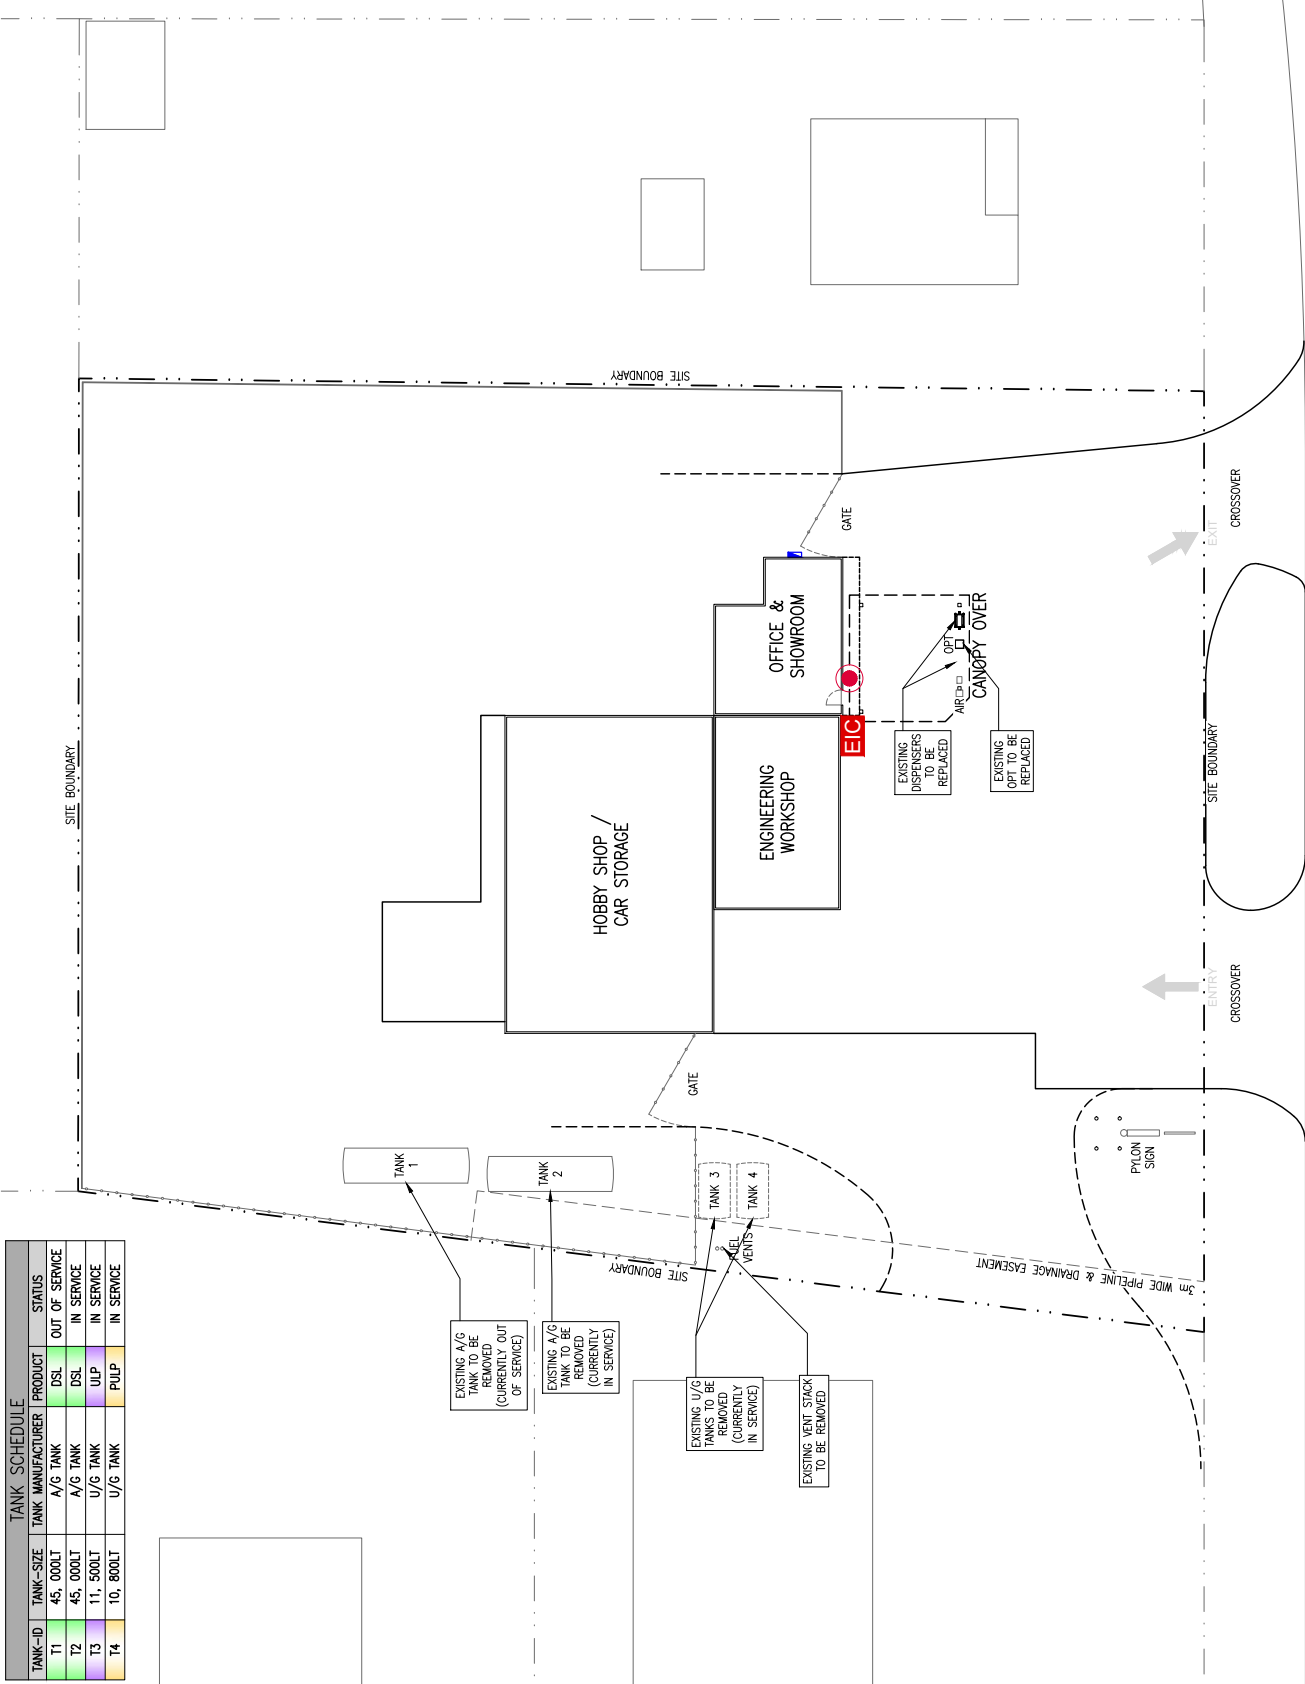 TANK SCHEDULE
TANK-ID TANK-SIZE TANK MANUFACTURER PRODUCT STATUS
T1 45, 000LT A/G TANK DSL OUT OF SERVICE
T2 45, 000LT A/G TANK DSL IN SERVICE
T3 11, 500LT U/G TANK ULP IN SERVICE
T4 10, 800LT U/G TANK PULP IN SERVICE
SITE BOUNDARY
TANK
1
TANK
2
EXISTING A/G
TANK TO BE
REMOVED
(CURRENTLY OUT
OF SERVICE)
EXISTING A/G
TANK TO BE
REMOVED
(CURRENTLY
IN SERVICE)
HOBBY SHOP /
CAR STORAGE
SITE BOUNDARY
SITE BOUNDARY
GATE
TANK 3
TANK 4
FUEL
VENTS
EXISTING U/G
TANKS TO BE
REMOVED
(CURRENTLY
IN SERVICE)
EXISTING VENT STACK
TO BE REMOVED
ENGINEERING
WORKSHOP
OFFICE &
SHOWROOM
GATE
EIC
EXISTING
DISPENSERS
TO BE
REPLACED
AIR
OPT
CANOPY OVER
EXISTING
OPT TO BE
REPLACED
3m WIDE PIPELINE & DRAINAGE EASEMENT
PYLON
SIGN
ENTRY
SITE BOUNDARY
EXIT
CROSSOVER
CROSSOVER